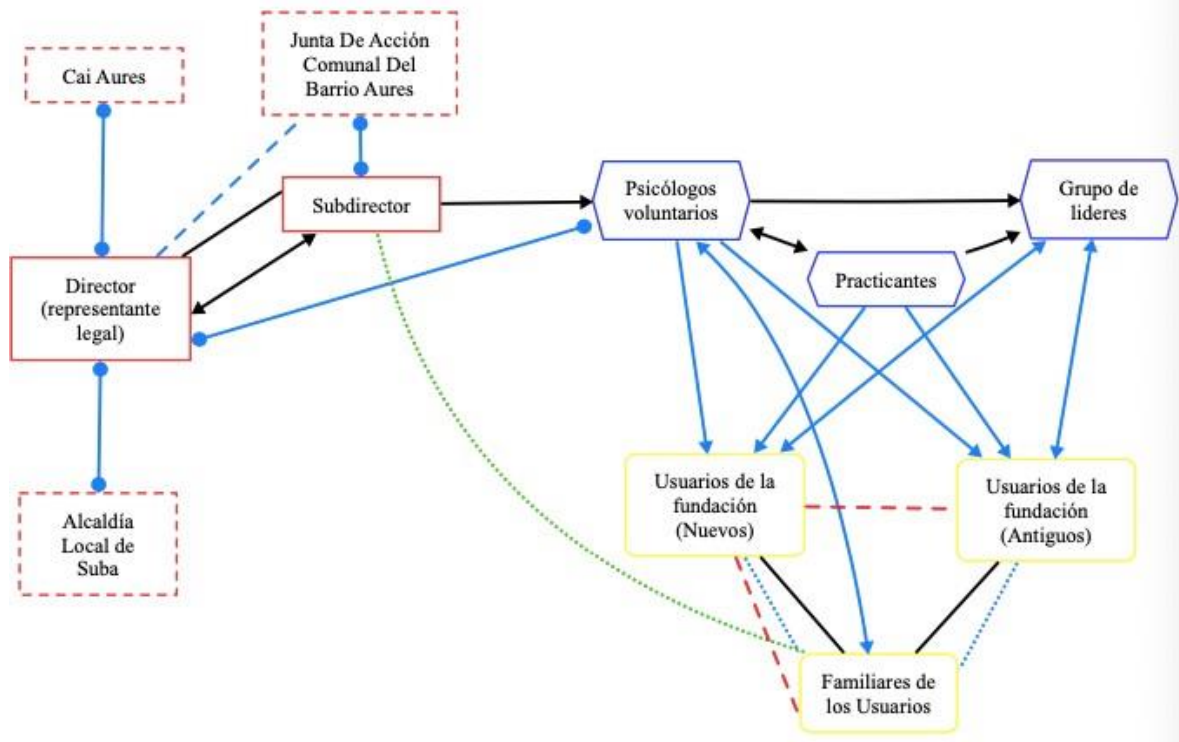 Cai Aures
Junta De Acción
Comunal Del
Barrio Aures
Subdirector
Psicólogos
voluntarios
Grupo de
lideres
Practicantes
Director
(representante
legal)
Alcaldía
Local de
Suba
Usuarios de la
fundación
(Nuevos)
Usuarios de la
fundación
(Antiguos)
Familiares de
los Usuarios